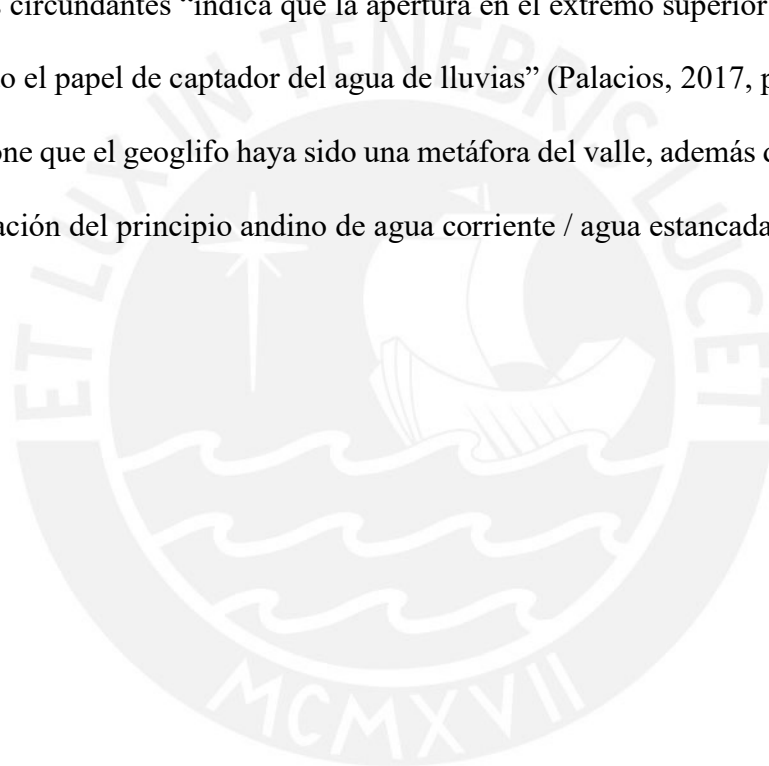 circundantes “indica que la apertura en el extremo superior
el papel de captador del agua de lluvias” (Palacios, 2017, p
que el geoglifo haya sido una metáfora del valle, además
del principio andino de agua corriente / agua estancada
ET LUX IN TENEBRIS LUCET
MCMXVII